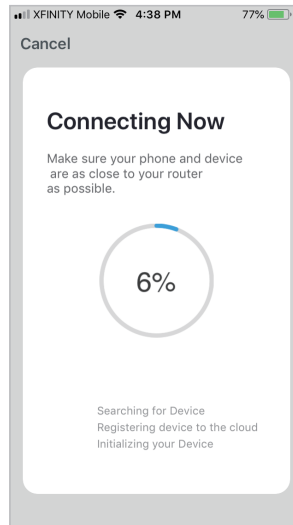 XFINITY Mobile 4:38 PM 77%
Cancel
Connecting Now
Make sure your phone and device
are as close to your router
as possible.
6%
Searching for Device
Registering device to the cloud
Initializing your Device